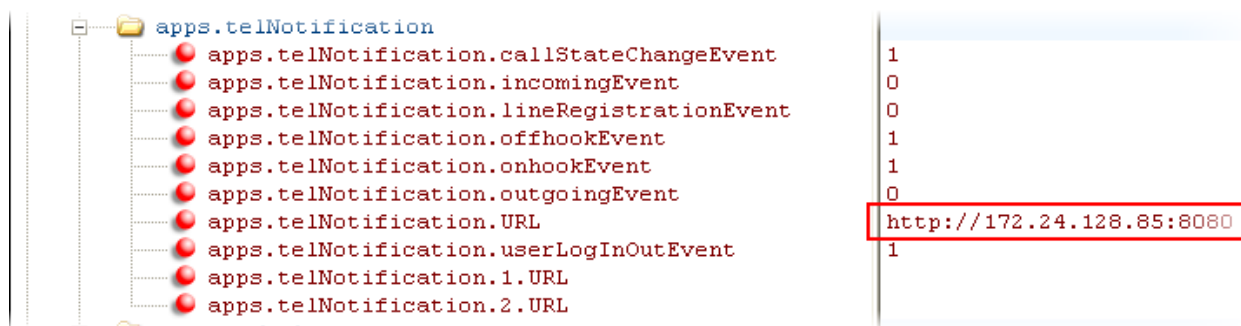 apps.telNotification
apps.telNotification.callStateChangeEvent 1
apps.telNotification.incomingEvent 0
apps.telNotification.lineRegistrationEvent 0
apps.telNotification.offhookEvent 1
apps.telNotification.onhookEvent 1
apps.telNotification.outgoingEvent 0
apps.telNotification.URL http://172.24.128.85:8080
apps.telNotification.userLogInOutEvent 1
apps.telNotification.1.URL
apps.telNotification.2.URL